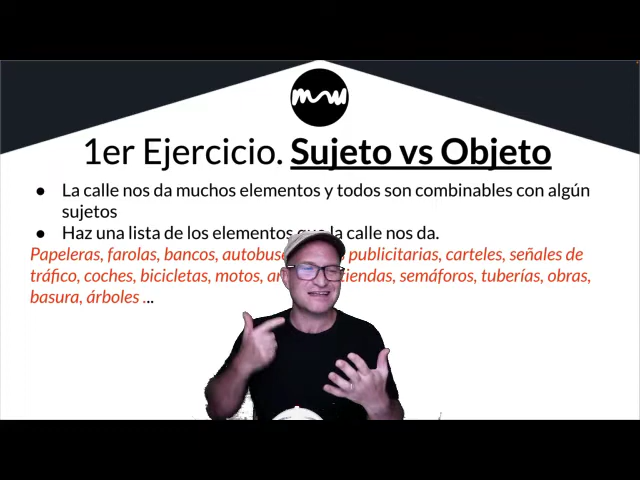 msul
1er Ejercicio. Sujeto vs Objeto
● La calle nos da muchos elementos y todos son combinables con algún
sujetos
● Haz una lista de los elementos que la calle nos da.
Papeleras, farolas, bancos, publicitarias, carteles, señales de
tráfico, coches, bicicletas, motos, tiendas, semáforos, tuberías, obras,
basura, árboles ...